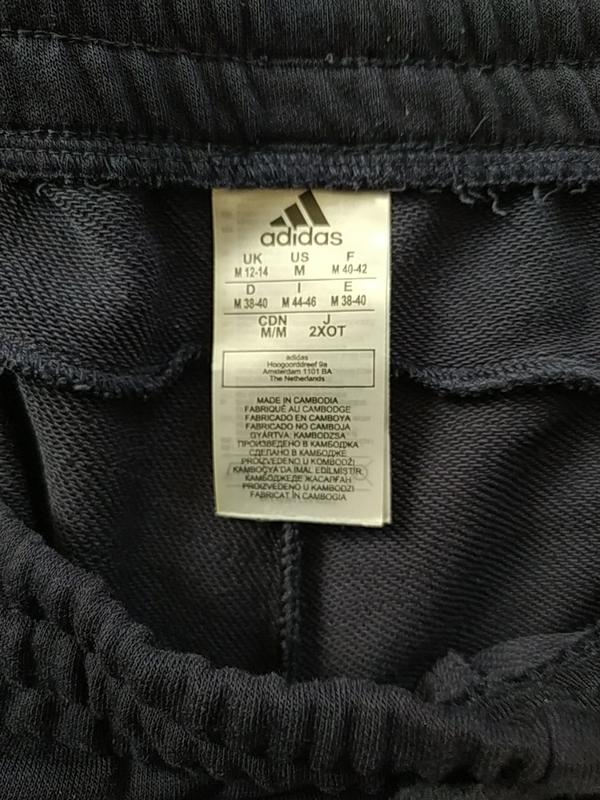 adidas
UK US F
M 12-14 M M 40-42
D I E
M 38-40 M 44-46 M 38-40
CDN J
M/M 2XOT
adidas
Hoogoorddreef 9a
Amsterdam 1101 BA
The Netherlands
MADE IN CAMBODIA
FABRIQUÉ AU CAMBODGE
FABRICADO EN CAMBOYA
FABRICADO NO CAMBOJA
GYÁRTVA: KAMBODZSA
ПРОИЗВЕДЕНО В КАМБОДЖА
СДЕЛАНО В КАМБОДЖЕ
PROIZVEDENO U KOMBODŽI
KAMBOÇYA DA IMAL EDİLMİŞTİR
КАМБОДЖЕДЕ ЖАСАЛҒАН
PROIZVEDENO U KAMBODŽI
FABRICAT ÎN CAMBOGIA